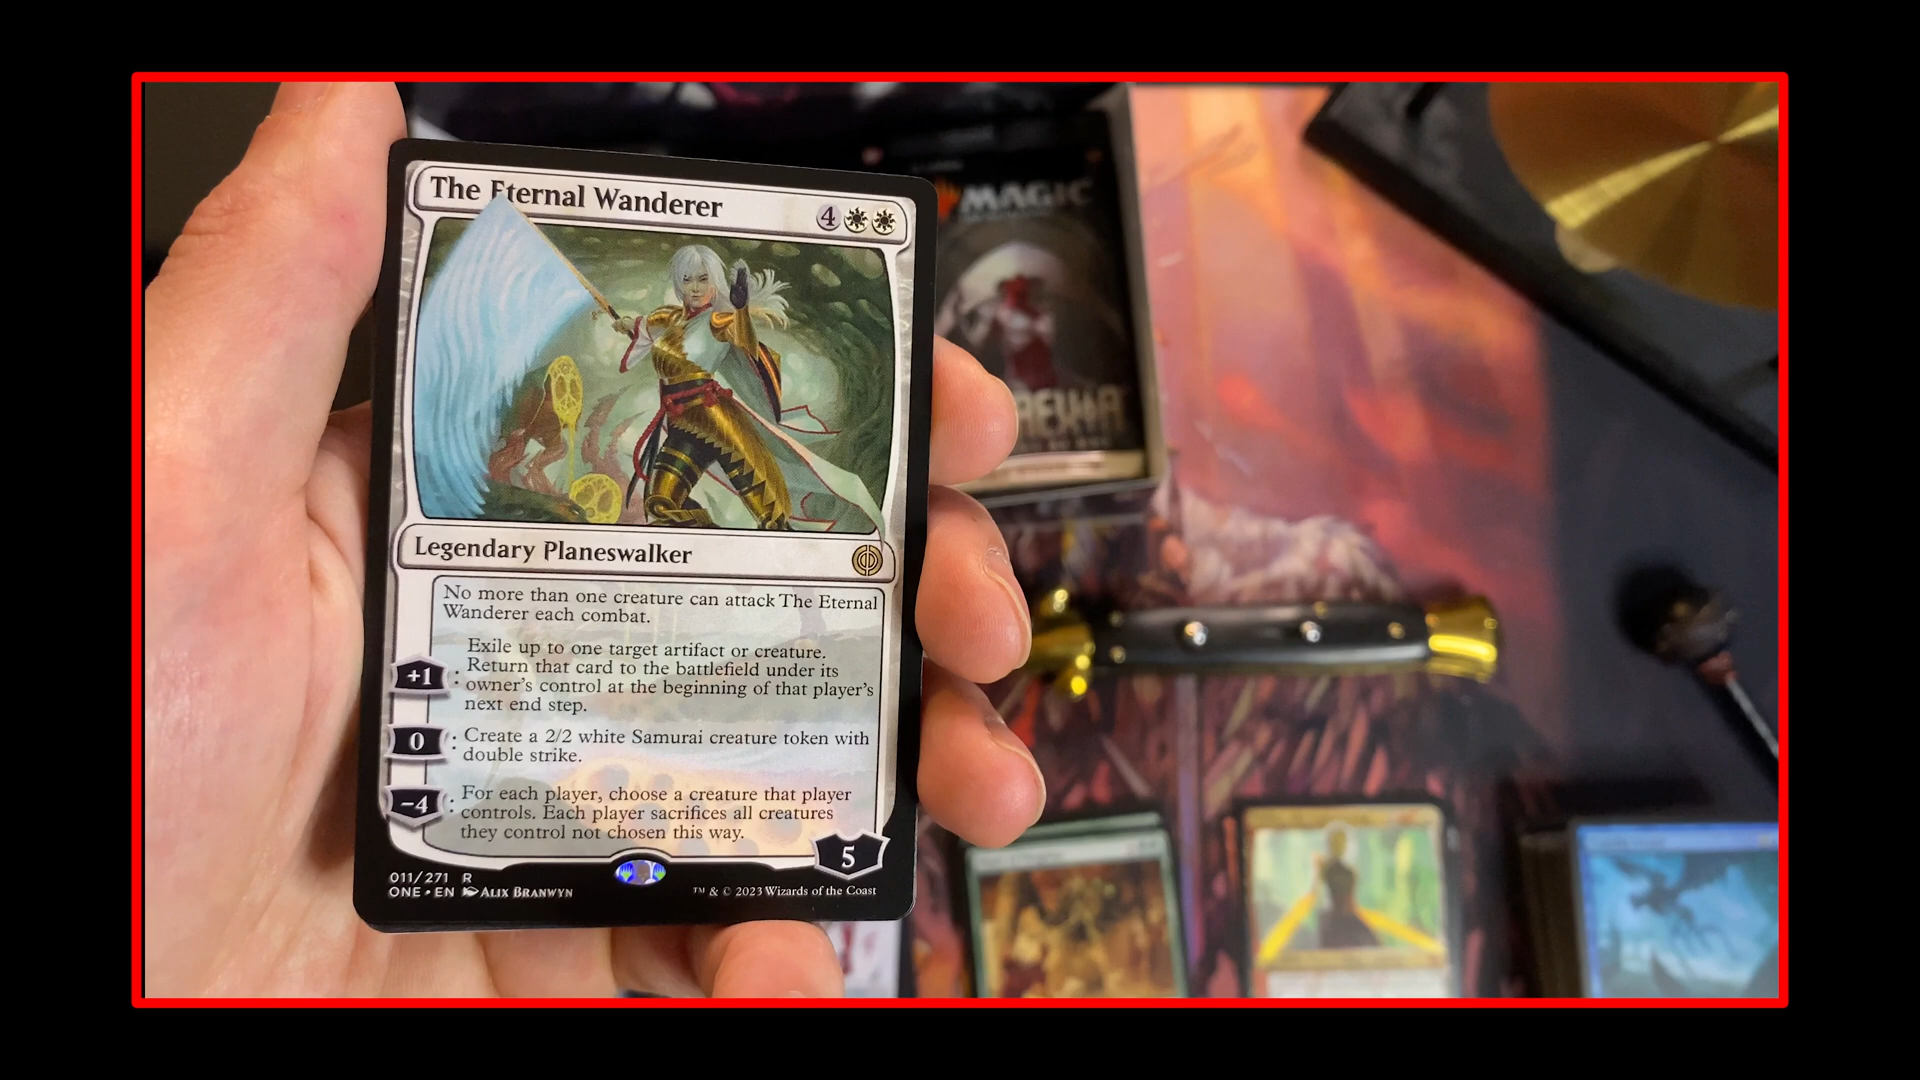 The Eternal Wanderer
4
Legendary Planeswalker
No more than one creature can attack The Eternal
Wanderer each combat.
+1 : Exile up to one target artifact or creature.
Return that card to the battlefield under its
owner's control at the beginning of that player's
next end step.
0 : Create a 2/2 white Samurai creature token with
double strike.
-4 : For each player, choose a creature that player
controls. Each player sacrifices all creatures
they control not chosen this way.
5
011/271 R
ONE • EN ALIX BRANWYN
™ & © 2023 Wizards of the Coast
MAGIC